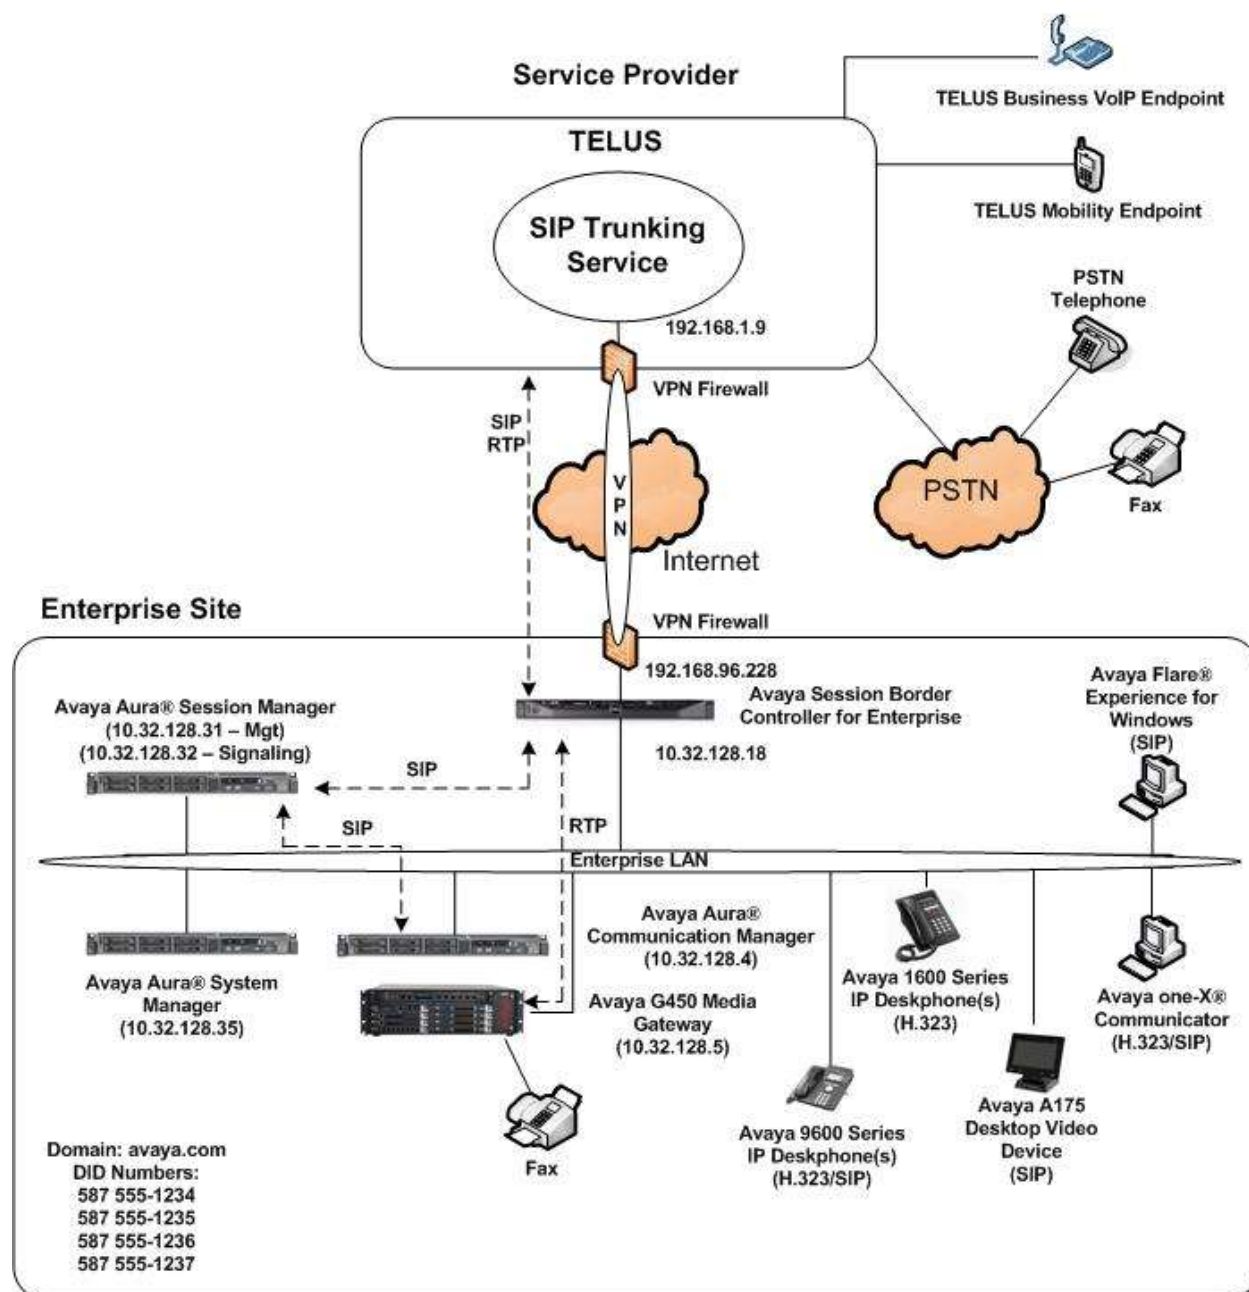 Service Provider
TELUS Business VoIP Endpoint
TELUS
SIP Trunking
Service
TELUS Mobility Endpoint
PSTN
Telephone
192.168.1.9
VPN Firewall
SIP
RTP
VPN
Internet
PSTN
Fax
Enterprise Site
VPN Firewall
192.168.96.228
Avaya Session Border
Controller for Enterprise
10.32.128.18
Avaya Flare®
Experience for
Windows
(SIP)
Avaya Aura® Session Manager
(10.32.128.31 – Mgt)
(10.32.128.32 – Signaling)
SIP
SIP
RTP
Enterprise LAN
Avaya Aura® System
Manager
(10.32.128.35)
Avaya Aura®
Communication Manager
(10.32.128.4)
Avaya G450 Media
Gateway
(10.32.128.5)
Avaya 1600 Series
IP Deskphone(s)
(H.323)
Avaya one-X®
Communicator
(H.323/SIP)
Avaya 9600 Series
IP Deskphone(s)
(H.323/SIP)
Avaya A175
Desktop Video
Device
(SIP)
Fax
Domain: avaya.com
DID Numbers:
587 555-1234
587 555-1235
587 555-1236
587 555-1237